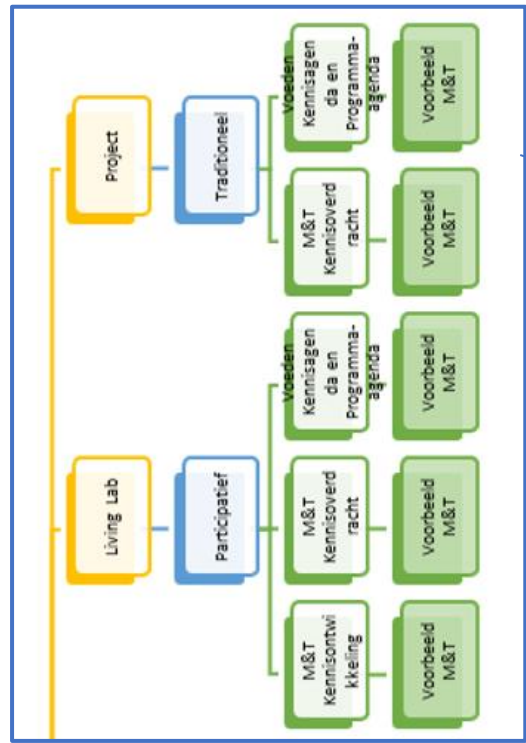 Living Lab
Project
Participatief
Traditioneel
M&T
Kennisontwi
kkeling
M&T
Kennisoverd
racht
Voeden
Kennisagen
da en
Programma-
agenda
M&T
Kennisoverd
racht
Voeden
Kennisagen
da en
Programma-
agenda
Voorbeeld
M&T
Voorbeeld
M&T
Voorbeeld
M&T
Voorbeeld
M&T
Voorbeeld
M&T